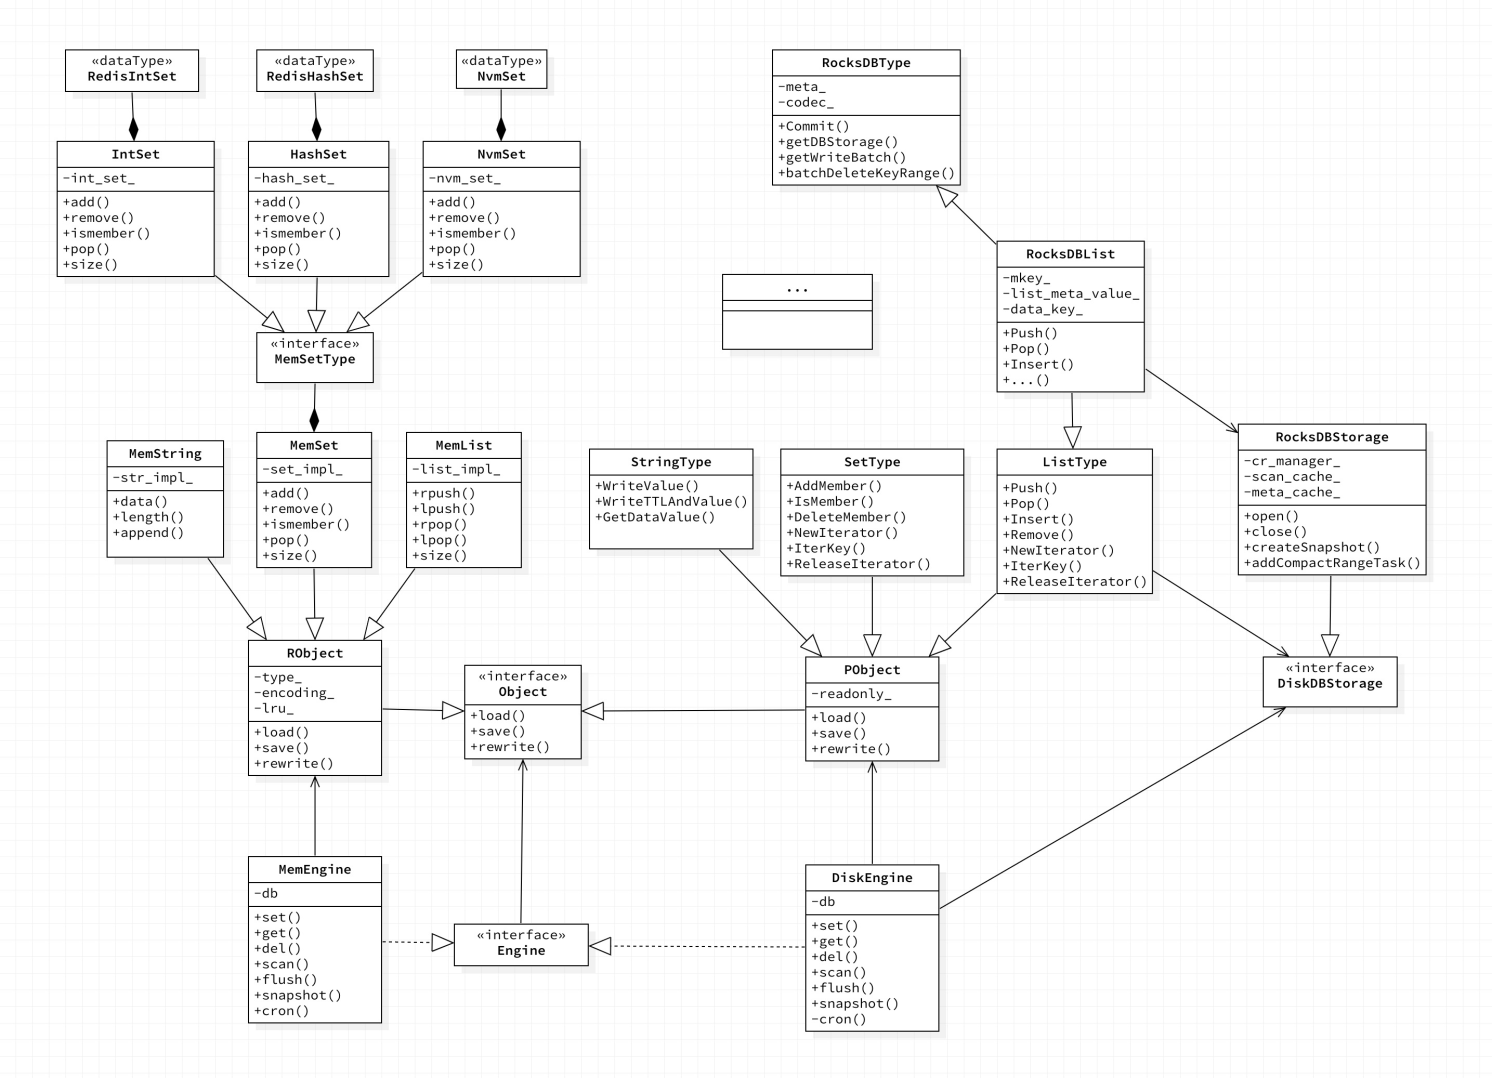 «dataType»
RedisIntSet
«dataType»
RedisHashSet
«dataType»
NvmSet
RocksDBType
-meta_
-codec_
+Commit()
+getDBStorage()
+getWriteBatch()
+batchDeleteKeyRange()
IntSet
-int_set_
+add()
+remove()
+ismember()
+pop()
+size()
HashSet
-hash_set_
+add()
+remove()
+ismember()
+pop()
+size()
NvmSet
-nvm_set_
+add()
+remove()
+ismember()
+pop()
+size()
RocksDBList
-mkey_
-list_meta_value_
-data_key_
+Push()
+Pop()
+Insert()
+...()
...
«interface»
MemSetType
MemString
-str_impl_
+data()
+length()
+append()
MemSet
-set_impl_
+add()
+remove()
+ismember()
+pop()
+size()
MemList
-list_impl_
+rpush()
+lpush()
+rpop()
+lpop()
+size()
StringType
+WriteValue()
+WriteTTLAndValue()
+GetDataValue()
SetType
+AddMember()
+IsMember()
+DeleteMember()
+NewIterator()
+IterKey()
+ReleaseIterator()
ListType
+Push()
+Pop()
+Insert()
+Remove()
+NewIterator()
+IterKey()
+ReleaseIterator()
RocksDBStorage
-cr_manager_
-scan_cache_
-meta_cache_
+open()
+close()
+createSnapshot()
+addCompactRangeTask()
RObject
-type_
-encoding_
-lru_
+load()
+save()
+rewrite()
«interface»
Object
+load()
+save()
+rewrite()
PObject
-readonly_
+load()
+save()
+rewrite()
«interface»
DiskDBStorage
MemEngine
-db
+set()
+get()
+del()
+scan()
+flush()
+snapshot()
+cron()
«interface»
Engine
DiskEngine
-db
+set()
+get()
+del()
+scan()
+flush()
+snapshot()
-cron()